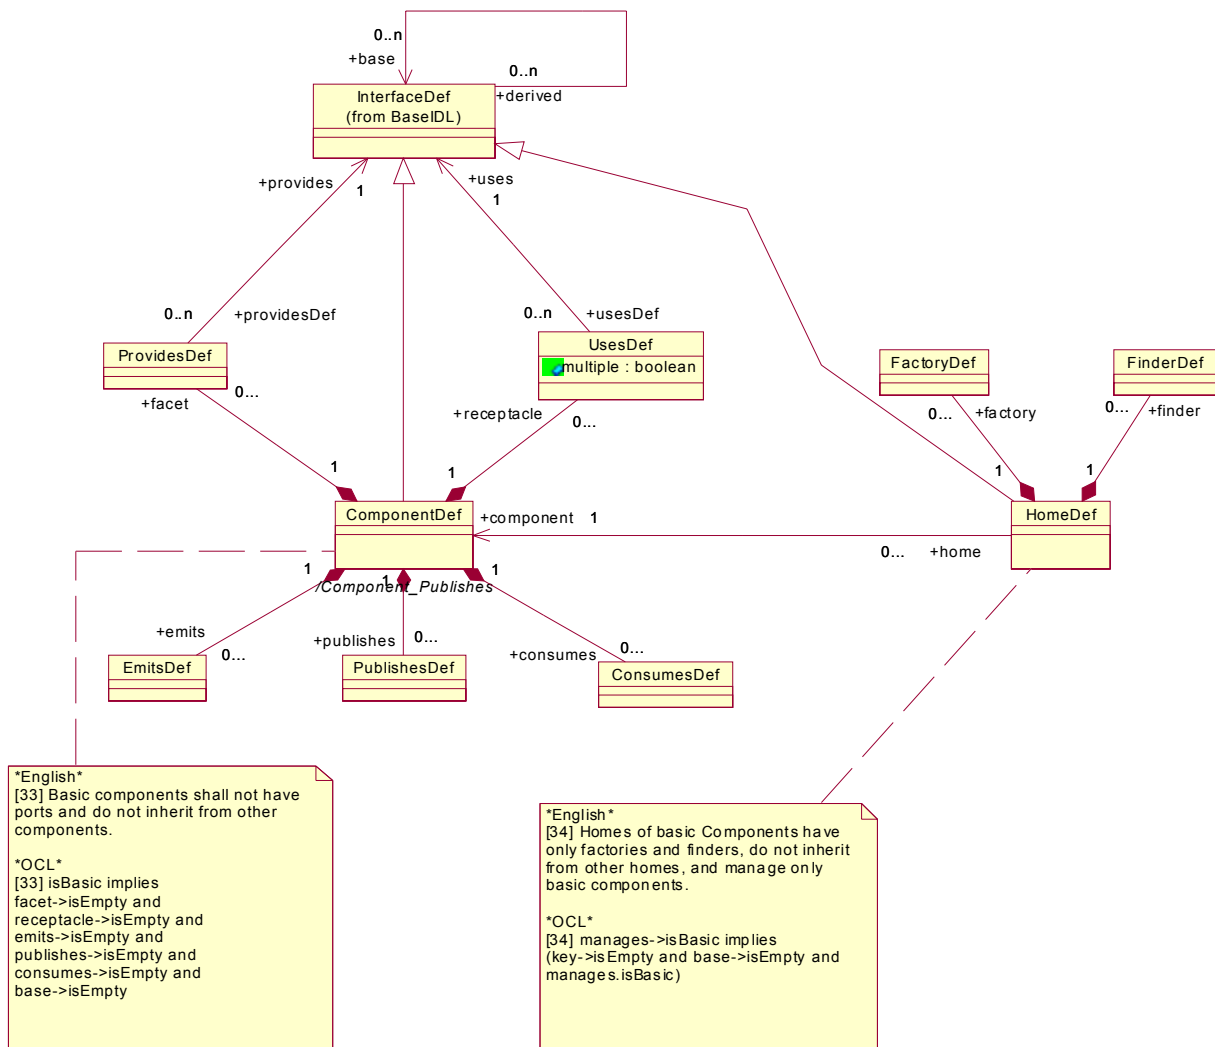 0..n
+base
0..n
+derived
InterfaceDef
(from BaseIDL)
+provides
1
+uses
1
0..n
+providesDef
0..n
+usesDef
ProvidesDef
UsesDef
multiple : boolean
FactoryDef
FinderDef
0...
+facet
+receptacle
0...
0...
+factory
0...
+finder
1
1
1
1
ComponentDef
+component
1
HomeDef
0...
+home
1
1
1
/Component_Publishes
+emits
0...
+publishes
0...
+consumes
0...
EmitsDef
PublishesDef
ConsumesDef
*English*
[33] Basic components shall not have
ports and do not inherit from other
components.
*OCL*
[33] isBasic implies
facet->isEmpty and
receptacle->isEmpty and
emits->isEmpty and
publishes->isEmpty and
consumes->isEmpty and
base->isEmpty
*English*
[34] Homes of basic Components have
only factories and finders, do not inherit
from other homes, and manage only
basic components.
*OCL*
[34] manages->isBasic implies
(key->isEmpty and base->isEmpty and
manages.isBasic)